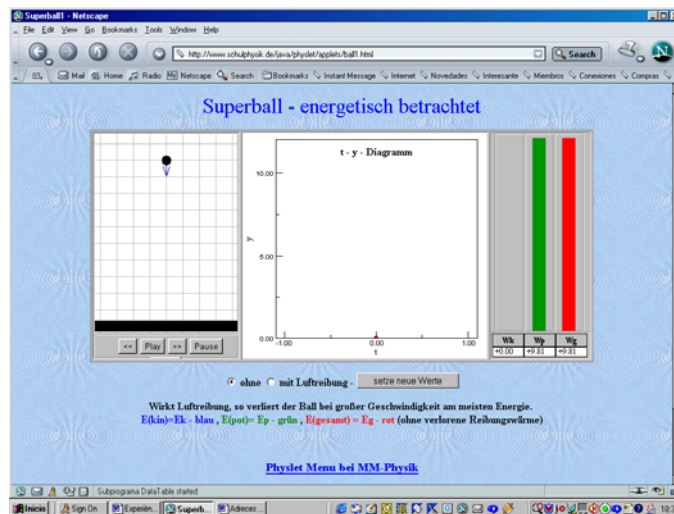 Superball1 - Netscape
File Edit View Go Bookmarks Tools Window Help
http://www.schulphysik.de/java/physlet/applets/ball1.html
Search
Mail Home Radio Netscape Search Bookmarks Instant Message Internet Novedades Interesante Miembros Conexiones Compras
Superball - energetisch betrachtet
t - y - Diagramm
10.00
y
5.00
0.00
-1.00 0.00 1.00
t
<< Play >> Pause
Wk Wp Wg
+0.00 +9.81 +9.81
ohne mit Luftreibung - setze neue Werte
Wirkt Luftreibung, so verliert der Ball bei großer Geschwindigkeit am meisten Energie.
E(kin)=Ek - blau , E(pot)= Ep - grün , E(gesamt) = Eg - rot (ohne verlorene Reibungswärme)
Physlet Menu bei MM-Physik
Subprograma DataTable started
Inicio Sign On Experièn... Superb... Adreces ...